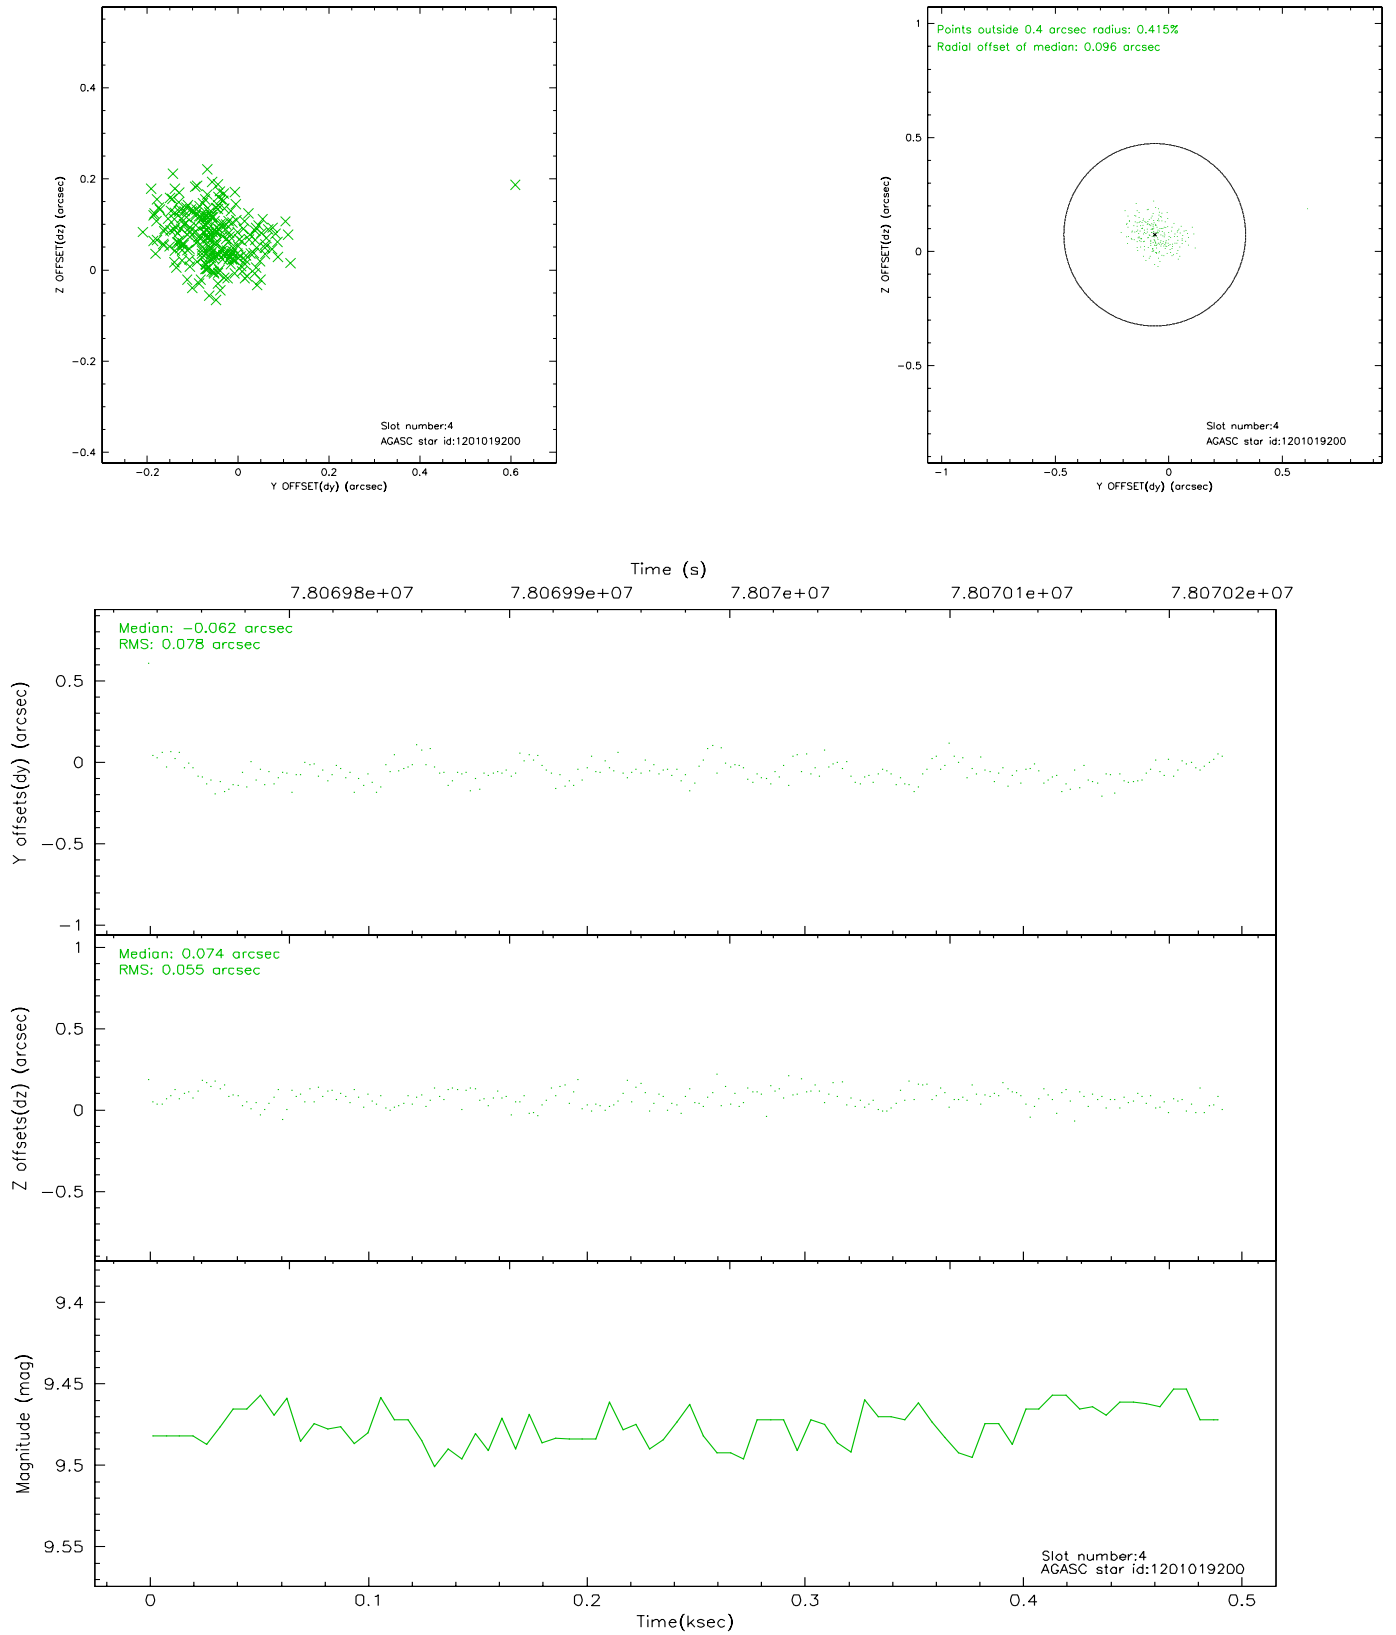 0.4
0.2
0
−0.2
−0.4
Z OFFSET(dz) (arcsec)
Slot number:4
AGASC star id:1201019200
−0.2 0 0.2 0.4 0.6
Y OFFSET(dy) (arcsec)
Points outside 0.4 arcsec radius: 0.415%
Radial offset of median: 0.096 arcsec
1
0.5
0
−0.5
Z OFFSET(dz) (arcsec)
Slot number:4
AGASC star id:1201019200
−1 −0.5 0 0.5
Y OFFSET(dy) (arcsec)
Time (s)
7.80698e+07 7.80699e+07 7.807e+07 7.80701e+07 7.80702e+07
Median: −0.062 arcsec
RMS: 0.078 arcsec
0.5
0
−0.5
−1
Y offsets(dy) (arcsec)
Median: 0.074 arcsec
RMS: 0.055 arcsec
1
0.5
0
−0.5
Z offsets(dz) (arcsec)
9.4
9.45
9.5
9.55
Magnitude (mag)
Slot number:4
AGASC star id:1201019200
0 0.1 0.2 0.3 0.4 0.5
Time(ksec)